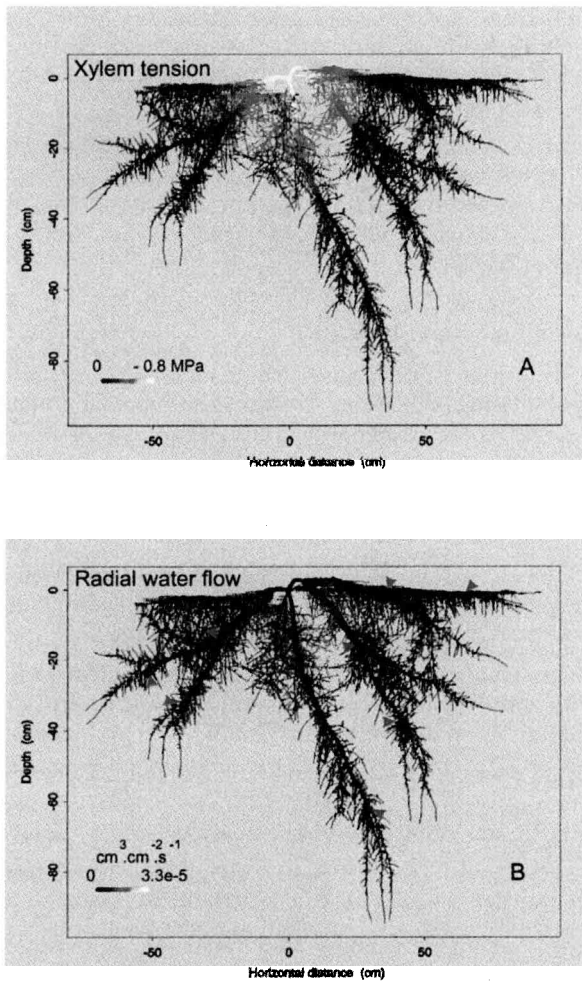 Xylem tension
0
-20
-40
-60
-80
Depth (cm)
0 - 0.8 MPa
A
-50 0 50
Horizontal distance (cm)
Radial water flow
0
-20
-40
-60
-80
Depth (cm)
3 -2 -1
cm .cm .s
0 3.3e-5
B
-50 0 50
Horizontal distance (cm)